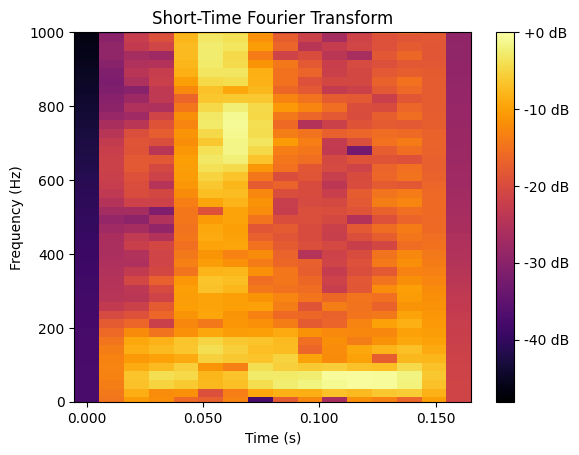 Short-Time Fourier Transform
1000
800
600
400
200
0
Frequency (Hz)
0.000
0.050
0.100
0.150
Time (s)
+0 dB
-10 dB
-20 dB
-30 dB
-40 dB